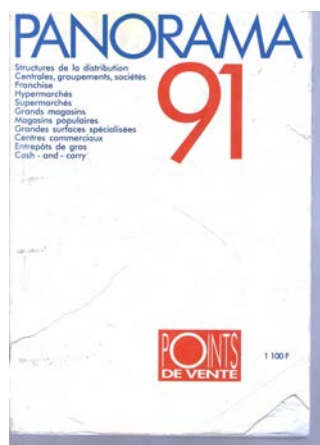 PANORAMA
91
Structures de la distribution
Centrales, groupements, sociétés
Franchise
Hypermarchés
Supermarchés
Grands magasins
Magasins populaires
Grandes surfaces spécialisées
Centres commerciaux
Entrepôts de gros
Cash - and - carry
POINTS
DE VENTE
1 100 F